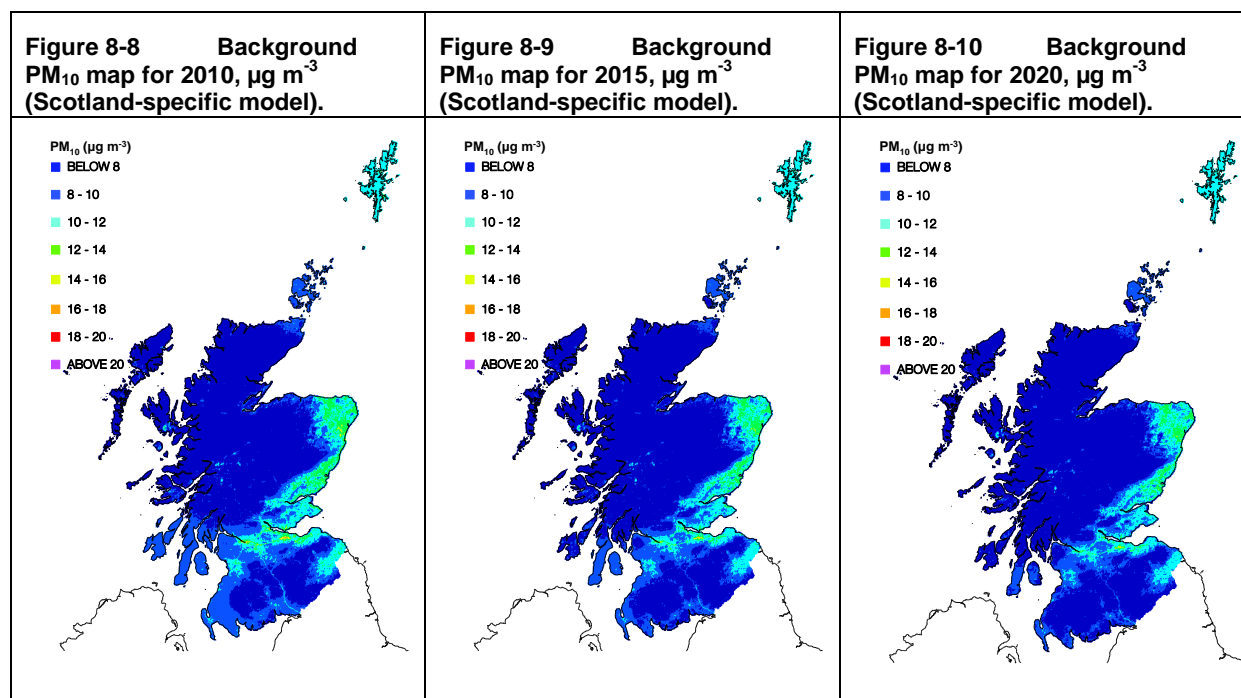 Figure 8-8 Background
PM₁₀ map for 2010, µg m⁻³
(Scotland-specific model).
PM₁₀ (µg m⁻³)
BELOW 8
8 - 10
10 - 12
12 - 14
14 - 16
16 - 18
18 - 20
ABOVE 20
Figure 8-9 Background
PM₁₀ map for 2015, µg m⁻³
(Scotland-specific model).
PM₁₀ (µg m⁻³)
BELOW 8
8 - 10
10 - 12
12 - 14
14 - 16
16 - 18
18 - 20
ABOVE 20
Figure 8-10 Background
PM₁₀ map for 2020, µg m⁻³
(Scotland-specific model).
PM₁₀ (µg m⁻³)
BELOW 8
8 - 10
10 - 12
12 - 14
14 - 16
16 - 18
18 - 20
ABOVE 20